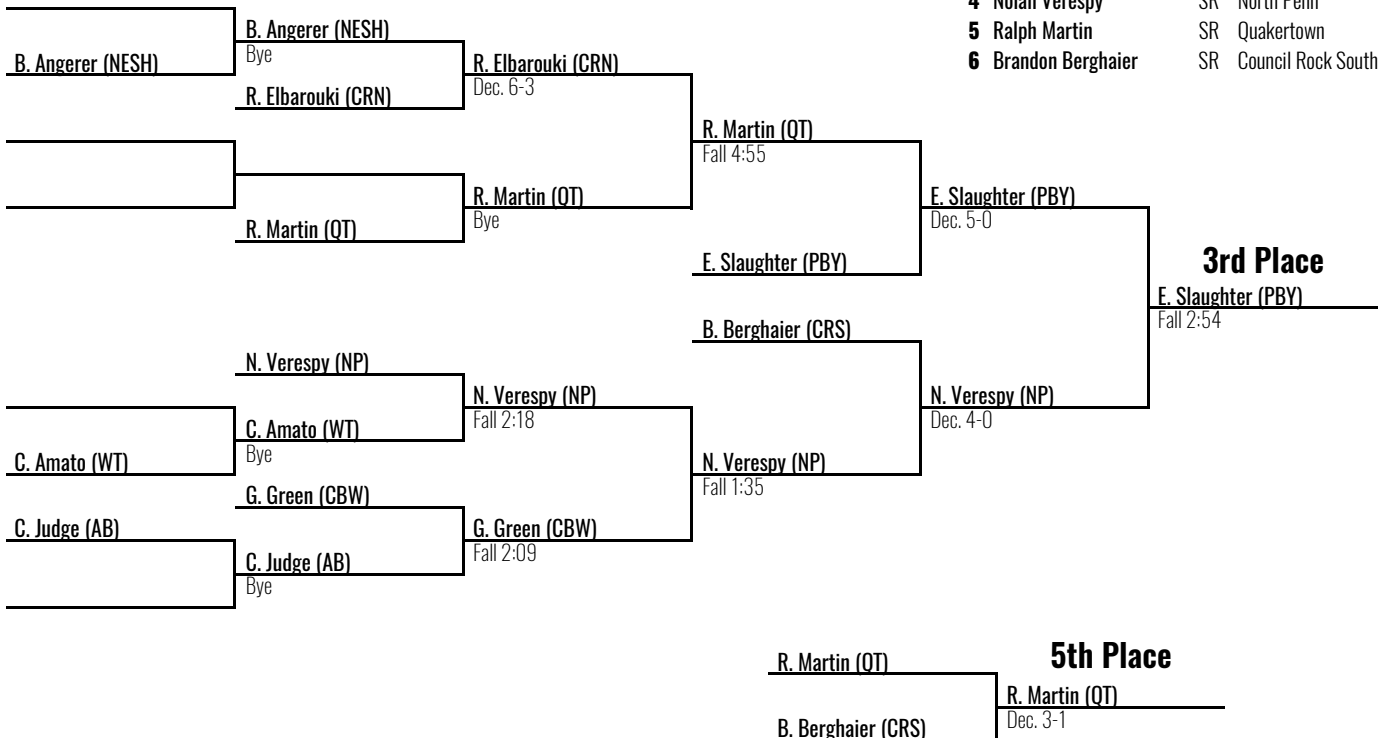 4 Nolan Verespy SR North Penn
5 Ralph Martin SR Quakertown
6 Brandon Berghaier SR Council Rock South
B. Angerer (NESH)
Bye
B. Angerer (NESH)
R. Elbarouki (CRN)
Dec. 6-3
R. Elbarouki (CRN)
R. Martin (QT)
Fall 4:55
R. Martin (QT)
Bye
R. Martin (QT)
E. Slaughter (PBY)
Dec. 5-0
E. Slaughter (PBY)
3rd Place
E. Slaughter (PBY)
Fall 2:54
B. Berghaier (CRS)
N. Verespy (NP)
N. Verespy (NP)
Fall 2:18
N. Verespy (NP)
Dec. 4-0
C. Amato (WT)
Bye
C. Amato (WT)
N. Verespy (NP)
Fall 1:35
G. Green (CBW)
C. Judge (AB)
G. Green (CBW)
Fall 2:09
C. Judge (AB)
Bye
5th Place
R. Martin (QT)
R. Martin (QT)
Dec. 3-1
B. Berghaier (CRS)